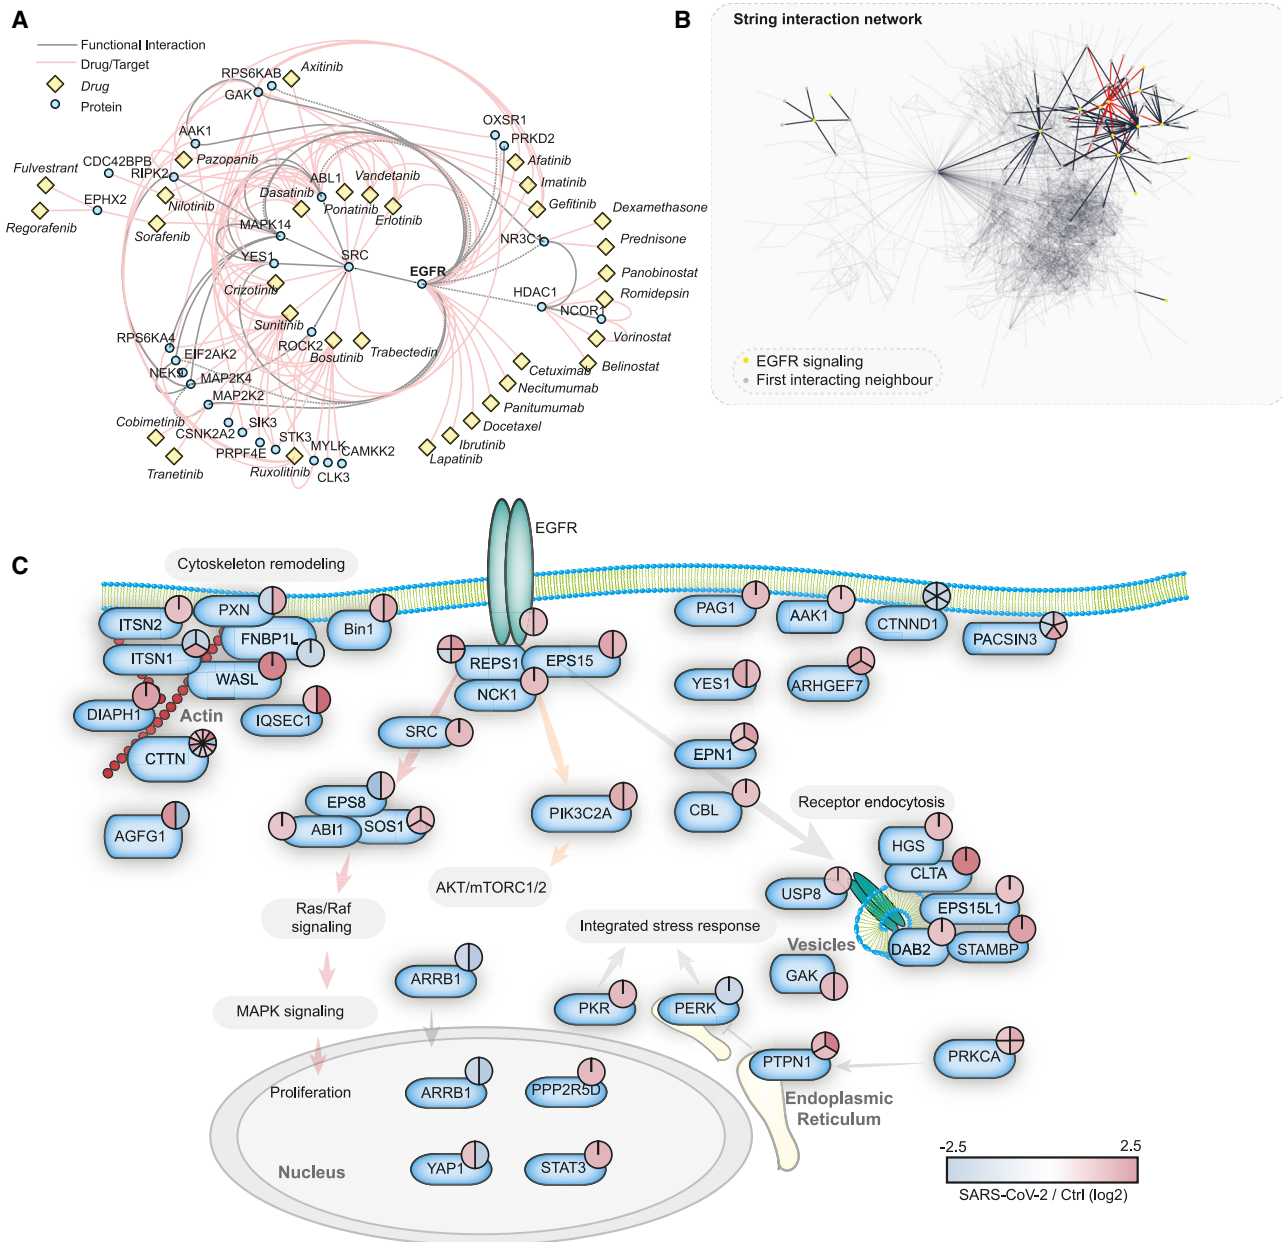 A
Functional Interaction
Drug/Target
Drug
Protein
RPS6KAB
Axitinib
GAK
AAK1
OXSR1
PRKD2
Fulvestrant
CDC42BPB
Pazopanib
RIPK2
Afatinib
Imatinib
Gefitinib
EPHX2
Nilotinib
Dasatinib
ABL1
Vandetanib
Ponatinib
Erlotinib
Dexamethasone
Regorafenib
Sorafenib
MAPK14
NR3C1
Prednisone
YES1
SRC
EGFR
Panobinostat
Crizotinib
HDAC1
Romidepsin
NCOR1
Sunitinib
Vorinostat
RPS6KA4
EIF2AK2
ROCK2
Bosutinib
Trabectedin
Belinostat
NEK9
MAP2K4
Cetuximab
MAP2K2
Necitumumab
Cobimetinib
Panitumumab
CSNK2A2
SIK3
Docetaxel
STK3
Ibrutinib
PRPF4E
MYLK
CAMKK2
Lapatinib
Tranetinib
Ruxolitinib
CLK3
B
String interaction network
EGFR signaling
First interacting neighbour
C
EGFR
Cytoskeleton remodeling
ITSN2
PXN
Bin1
FNBP1L
ITSN1
WASL
DIAPH1
Actin
IQSEC1
CTTN
AGFG1
REPS1
EPS15
NCK1
SRC
EPS8
ABI1
SOS1
PIK3C2A
AKT/mTORC1/2
Ras/Raf
signaling
MAPK signaling
Proliferation
PAG1
AAK1
CTNND1
PACSIN3
YES1
ARHGEF7
EPN1
CBL
Receptor endocytosis
HGS
CLTA
USP8
EPS15L1
DAB2
STAMBP
Vesicles
GAK
Integrated stress response
ARRB1
PKR
PERK
PTPN1
PRKCA
Endoplasmic
Reticulum
ARRB1
PPP2R5D
YAP1
STAT3
Nucleus
-2.5
2.5
SARS-CoV-2 / Ctrl (log2)